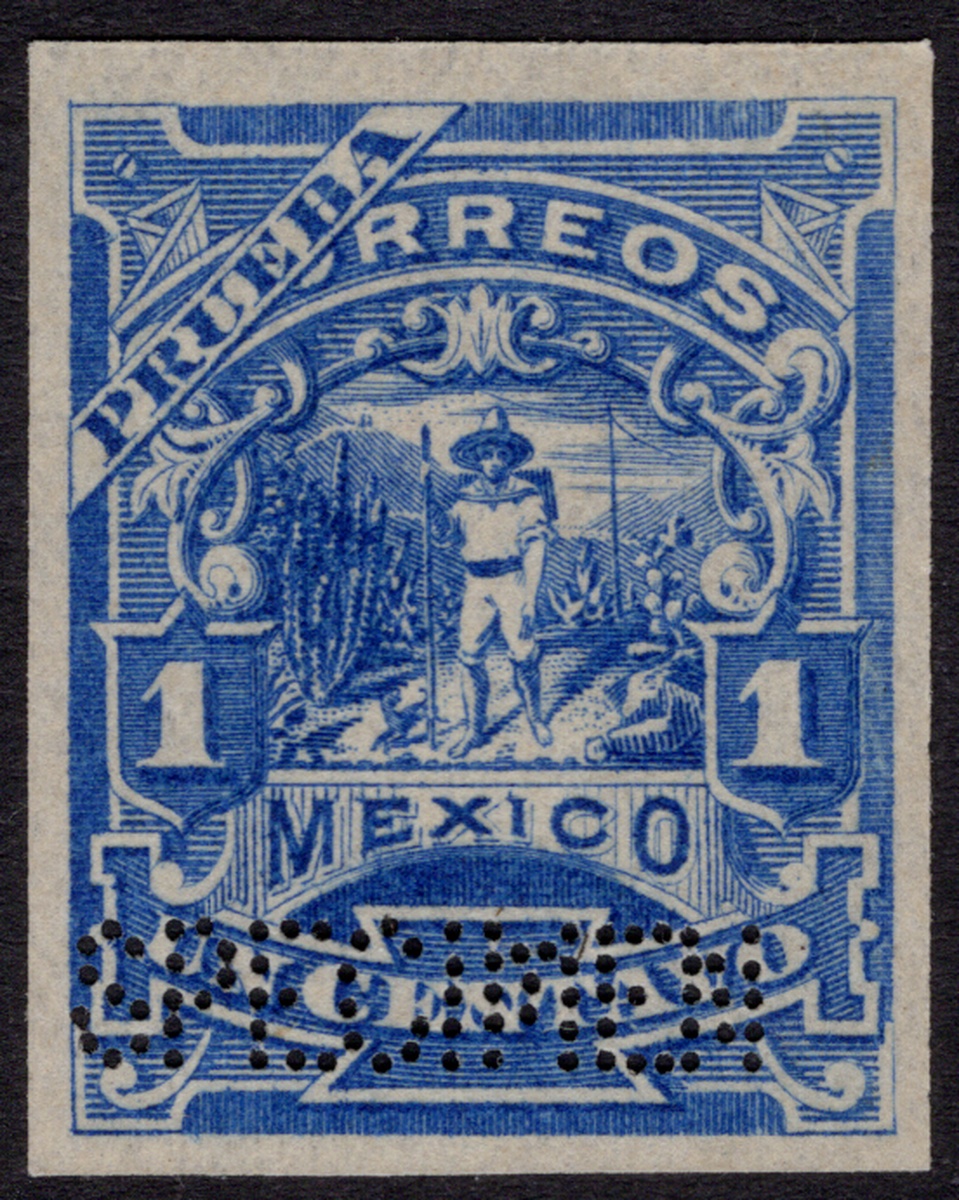 PRUEBA
CORREOS
1 1
MEXICO
UN CENTAVO